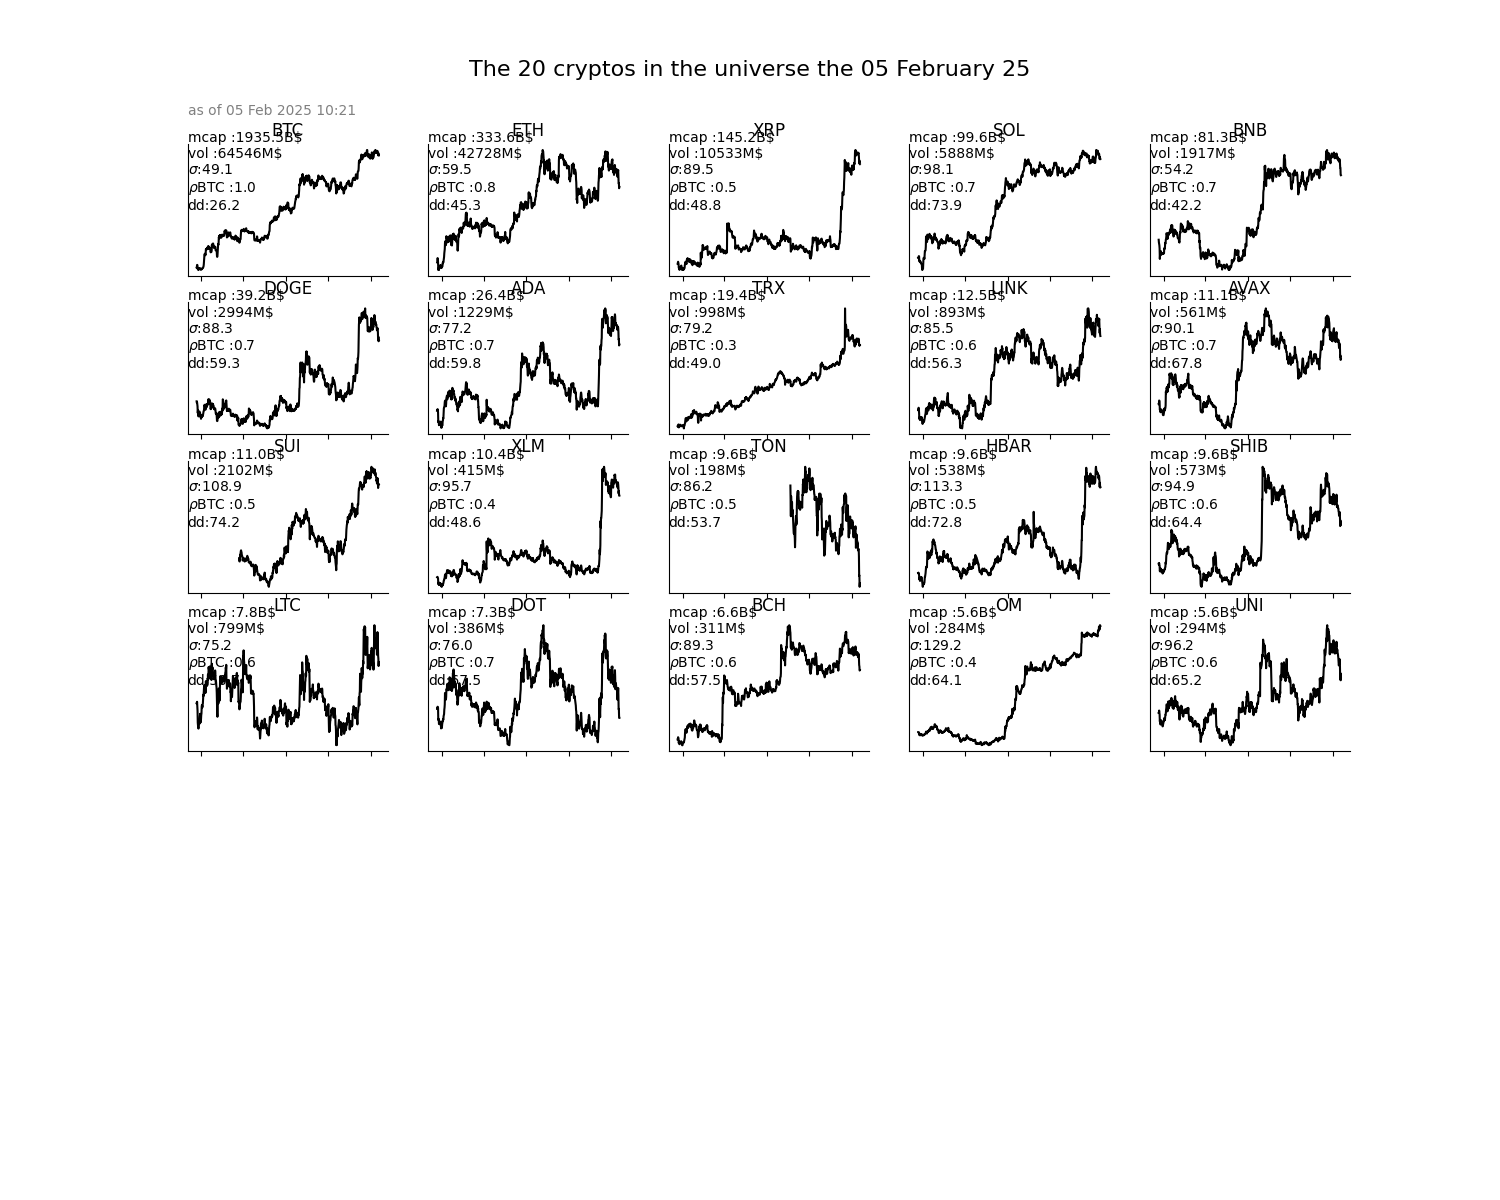 The 20 cryptos in the universe the 05 February 25
as of 05 Feb 2025 10:21
BTC
mcap :1935.5B$
vol :64546M$
σ:49.1
ρBTC :1.0
dd:26.2
ETH
mcap :333.6B$
vol :42728M$
σ:59.5
ρBTC :0.8
dd:45.3
XRP
mcap :145.2B$
vol :10533M$
σ:89.5
ρBTC :0.5
dd:48.8
SOL
mcap :99.6B$
vol :5888M$
σ:98.1
ρBTC :0.7
dd:73.9
BNB
mcap :81.3B$
vol :1917M$
σ:54.2
ρBTC :0.7
dd:42.2
DOGE
mcap :39.2B$
vol :2994M$
σ:88.3
ρBTC :0.7
dd:59.3
ADA
mcap :26.4B$
vol :1229M$
σ:77.2
ρBTC :0.7
dd:59.8
TRX
mcap :19.4B$
vol :998M$
σ:79.2
ρBTC :0.3
dd:49.0
LINK
mcap :12.5B$
vol :893M$
σ:85.5
ρBTC :0.6
dd:56.3
AVAX
mcap :11.1B$
vol :561M$
σ:90.1
ρBTC :0.7
dd:67.8
SUI
mcap :11.0B$
vol :2102M$
σ:108.9
ρBTC :0.5
dd:74.2
XLM
mcap :10.4B$
vol :415M$
σ:95.7
ρBTC :0.4
dd:48.6
TON
mcap :9.6B$
vol :198M$
σ:86.2
ρBTC :0.5
dd:53.7
HBAR
mcap :9.6B$
vol :538M$
σ:113.3
ρBTC :0.5
dd:72.8
SHIB
mcap :9.6B$
vol :573M$
σ:94.9
ρBTC :0.6
dd:64.4
LTC
mcap :7.8B$
vol :799M$
σ:75.2
ρBTC :0.6
DOT
mcap :7.3B$
vol :386M$
σ:76.0
ρBTC :0.7
dd:67.5
BCH
mcap :6.6B$
vol :311M$
σ:89.3
ρBTC :0.6
dd:57.5
OM
mcap :5.6B$
vol :284M$
σ:129.2
ρBTC :0.4
dd:64.1
UNI
mcap :5.6B$
vol :294M$
σ:96.2
ρBTC :0.6
dd:65.2